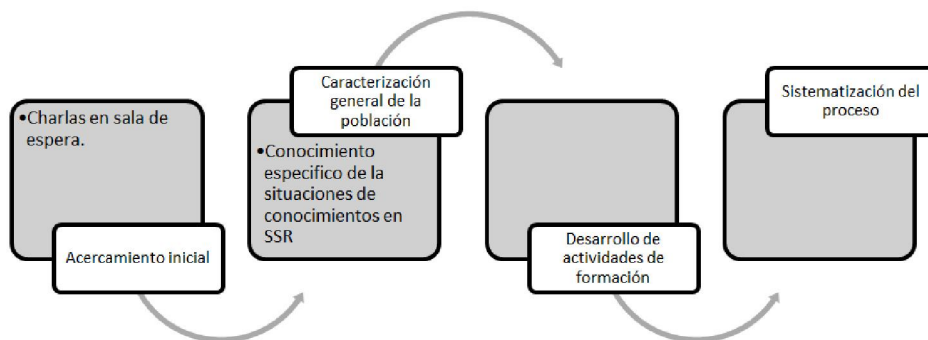 •Charlas en sala de
espera.
Acercamiento inicial
Caracterización
general de la
población
•Conocimiento
especifico de la
situaciones de
conocimientos en
SSR
Desarrollo de
actividades de
formación
Sistematización del
proceso